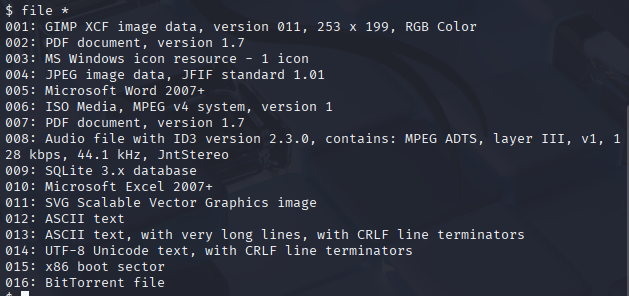 $ file *
001: GIMP XCF image data, version 011, 253 x 199, RGB Color
002: PDF document, version 1.7
003: MS Windows icon resource - 1 icon
004: JPEG image data, JFIF standard 1.01
005: Microsoft Word 2007+
006: ISO Media, MPEG v4 system, version 1
007: PDF document, version 1.7
008: Audio file with ID3 version 2.3.0, contains: MPEG ADTS, layer III, v1, 1
28 kbps, 44.1 kHz, JntStereo
009: SQLite 3.x database
010: Microsoft Excel 2007+
011: SVG Scalable Vector Graphics image
012: ASCII text
013: ASCII text, with very long lines, with CRLF line terminators
014: UTF-8 Unicode text, with CRLF line terminators
015: x86 boot sector
016: BitTorrent file
$